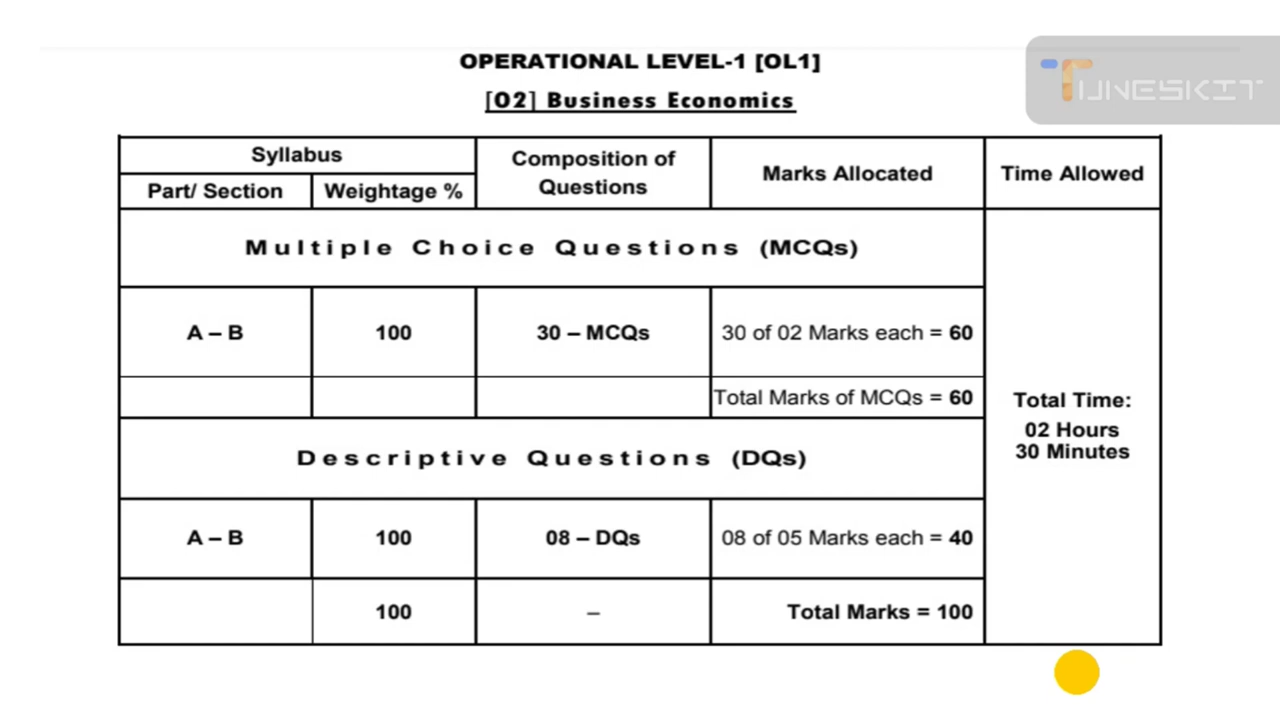 OPERATIONAL LEVEL-1 [OL1]
TUNESKIT
[O2] Business Economics
Syllabus
Composition of
Questions
Marks Allocated
Time Allowed
Part/ Section
Weightage %
Multiple Choice Questions (MCQs)
A – B
100
30 – MCQs
30 of 02 Marks each = 60
Total Marks of MCQs = 60
Total Time:
02 Hours
30 Minutes
Descriptive Questions (DQs)
A – B
100
08 – DQs
08 of 05 Marks each = 40
100
–
Total Marks = 100